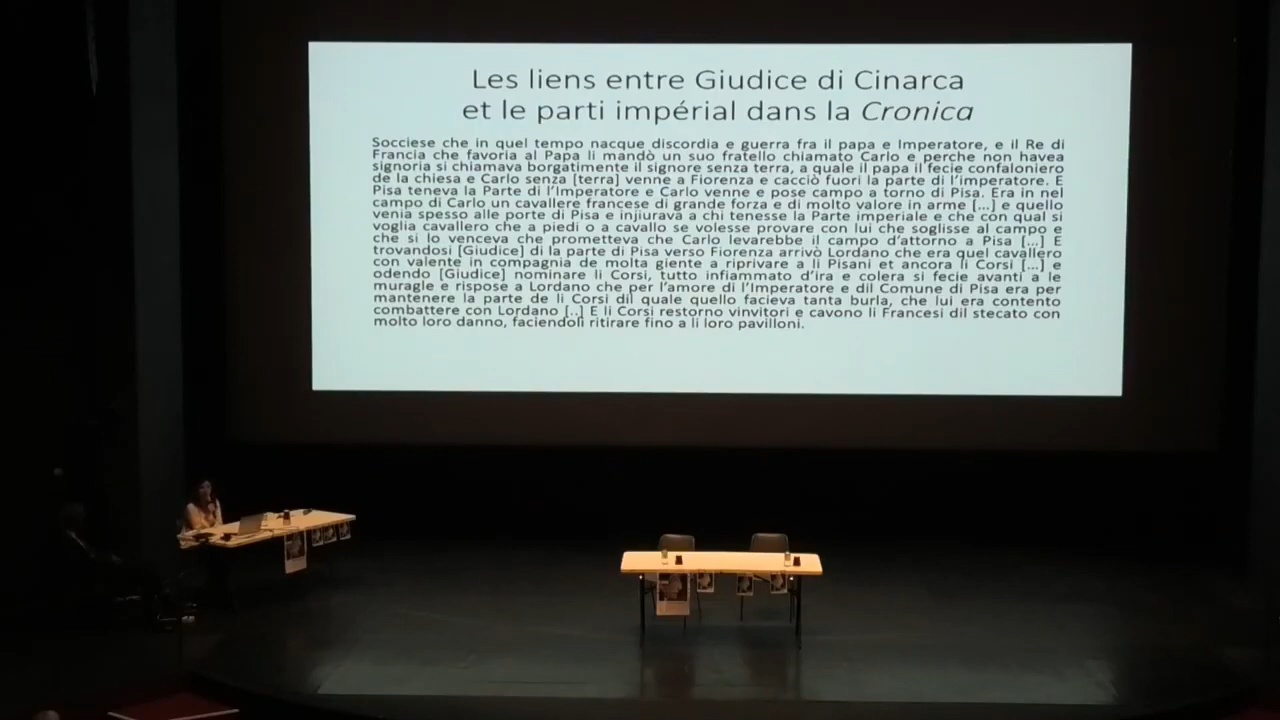 Les liens entre Giudice di Cinarca
et le parti impérial dans la Cronica
Socciese che in quel tempo nacque discordia e guerra fra il papa e Imperatore, e il Re di
Francia che favoria al Papa li mandò un suo fratello chiamato Carlo e perche non havea
signoria si chiamava borgatimente il signore senza terra, a quale il papa il fecie confaloniero
de la chiesa e Carlo senza [terra] venne a Fiorenza e cacciò fuori la parte di l'imperatore. E
Pisa teneva la Parte di l'Imperatore e Carlo venne e pose campo a torno di Pisa. Era in nel
campo di Carlo un cavallere francese di grande forza e di molto valore in arme [...] e quello
venia spesso alle porte di Pisa e injiurava a chi tenesse la Parte imperiale e che con qual si
voglia cavallero che a piedi o a cavallo se volesse provare con lui che soglisse al campo e
che si lo venceva che prometteva che Carlo levarebbe il campo d'attorno a Pisa [...] E
trovandosi [Giudice] di la parte di Pisa verso Fiorenza arrivò Lordano che era quel cavallero
con valente in compagnia de molta giente a riprivare a li Pisani et ancora li Corsi [...] e
odendo [Giudice] nominare li Corsi, tutto infiammato d'ira e colera si fecie avanti a le
muragle e rispose a Lordano che per l'amore di l'Imperatore e dil Comune di Pisa era per
mantenere la parte de li Corsi dil quale quello facieva tanta burla, che lui era contento
combattere con Lordano [..] E li Corsi restorno vinvitori e cavono li Francesi dil stecato con
molto loro danno, faciendoli ritirare fino a li loro pavilloni.